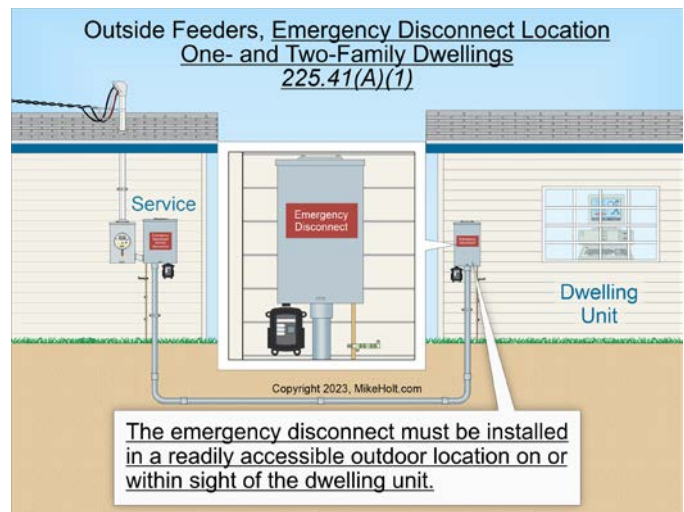 Outside Feeders, Emergency Disconnect Location
One- and Two-Family Dwellings
225.41(A)(1)
Service
Emergency
Disconnect
Dwelling
Unit
Copyright 2023, MikeHolt.com
The emergency disconnect must be installed
in a readily accessible outdoor location on or
within sight of the dwelling unit.